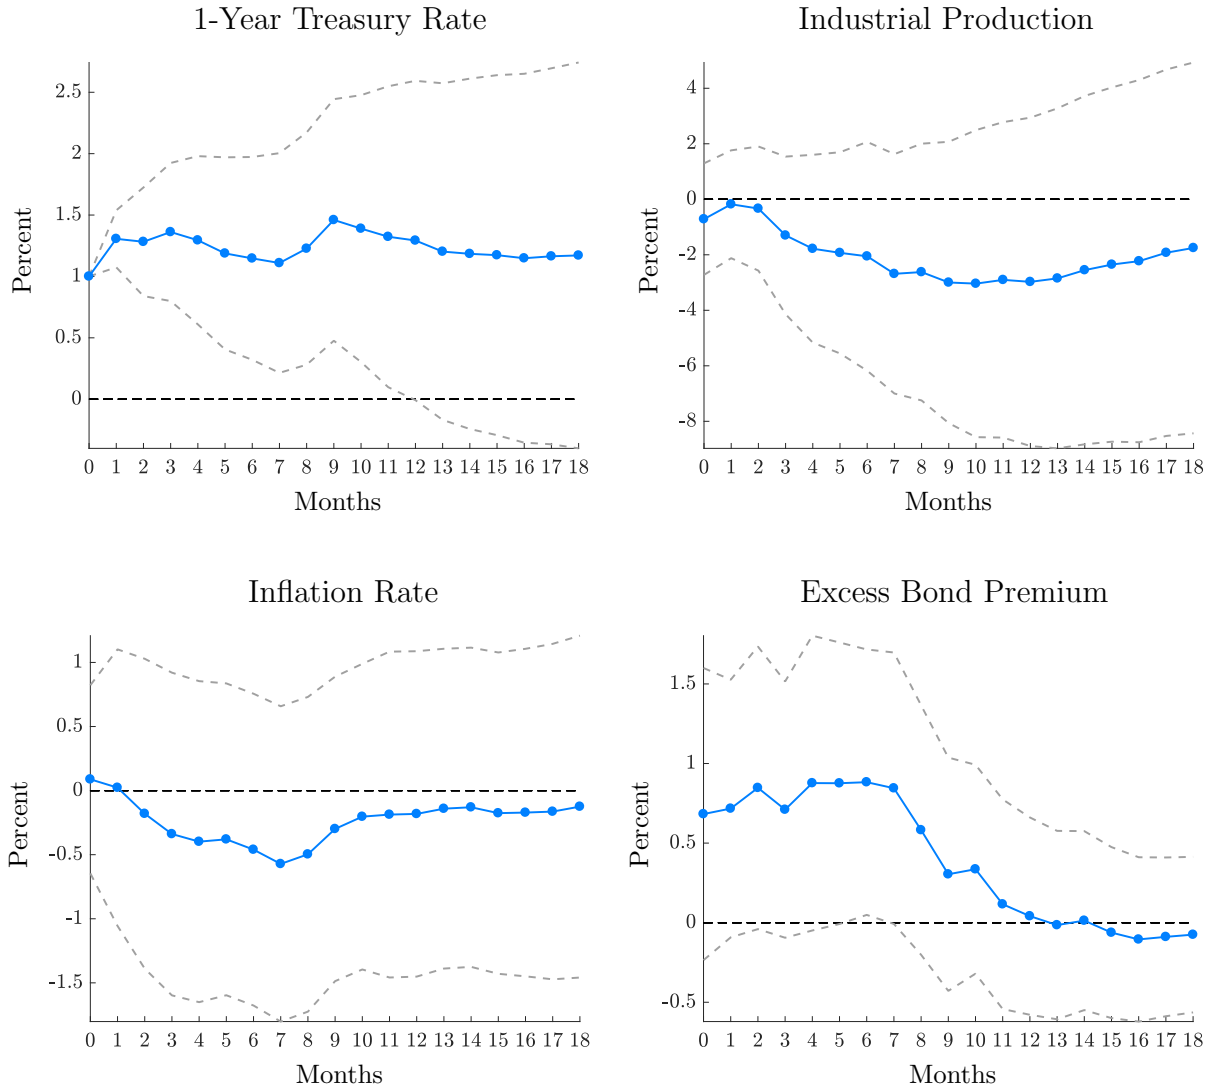 1-Year Treasury Rate
Percent
2.5
2
1.5
1
0.5
0
0 1 2 3 4 5 6 7 8 9 10 11 12 13 14 15 16 17 18
Months
Industrial Production
Percent
4
2
0
-2
-4
-6
-8
0 1 2 3 4 5 6 7 8 9 10 11 12 13 14 15 16 17 18
Months
Inflation Rate
Percent
1
0.5
0
-0.5
-1
-1.5
0 1 2 3 4 5 6 7 8 9 10 11 12 13 14 15 16 17 18
Months
Excess Bond Premium
Percent
1.5
1
0.5
0
-0.5
0 1 2 3 4 5 6 7 8 9 10 11 12 13 14 15 16 17 18
Months